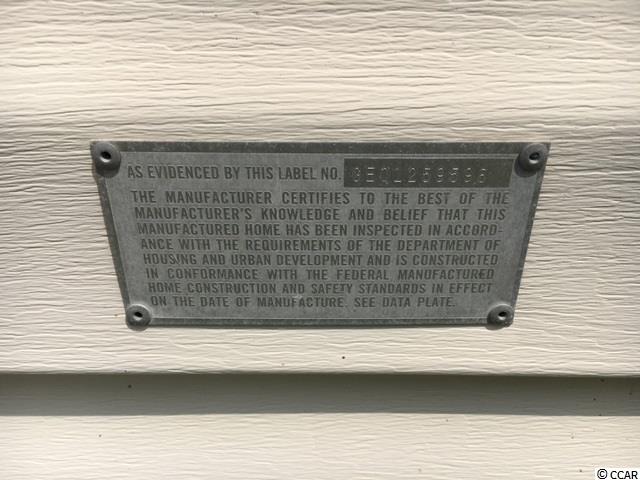 AS EVIDENCED BY THIS LABEL NO. GEO1259596
THE MANUFACTURER CERTIFIES TO THE BEST OF THE
MANUFACTURER'S KNOWLEDGE AND BELIEF THAT THIS
MANUFACTURED HOME HAS BEEN INSPECTED IN ACCORD-
ANCE WITH THE REQUIREMENTS OF THE DEPARTMENT OF
HOUSING AND URBAN DEVELOPMENT AND IS CONSTRUCTED
IN CONFORMANCE WITH THE FEDERAL MANUFACTURED
HOME CONSTRUCTION AND SAFETY STANDARDS IN EFFECT
ON THE DATE OF MANUFACTURE. SEE DATA PLATE.
© CCAR